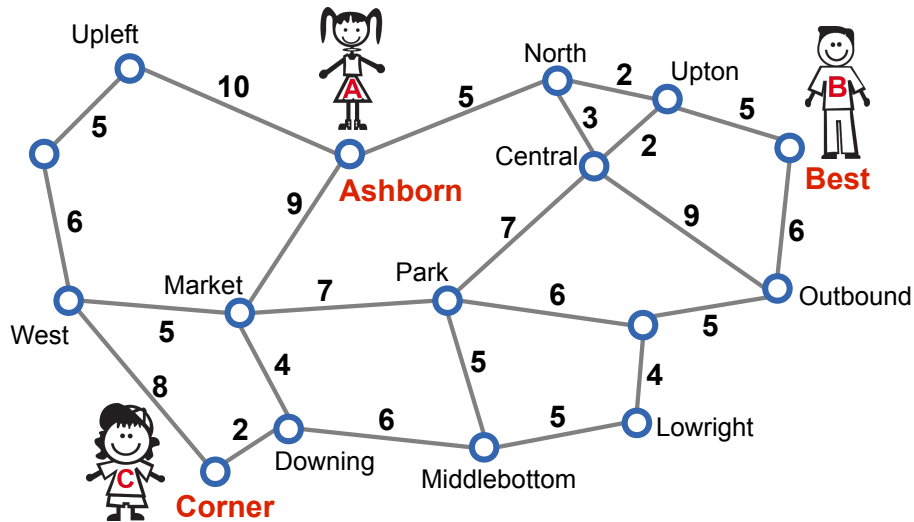 Upleft
North
10
A
2
Upton
B
5
5
5
3
2
Central
Best
Ashborn
9
6
7
9
6
Park
Market
7
6
Outbound
West
5
5
4
5
4
8
2
6
5
Lowright
Downing
Middlebottom
C
Corner